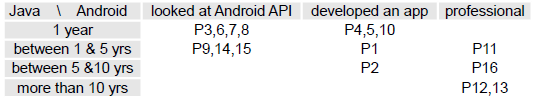 Java \ Android looked at Android API developed an app professional
1 year P3,6,7,8 P4,5,10
between 1 & 5 yrs P9,14,15 P1 P11
between 5 &10 yrs P2 P16
more than 10 yrs P12,13